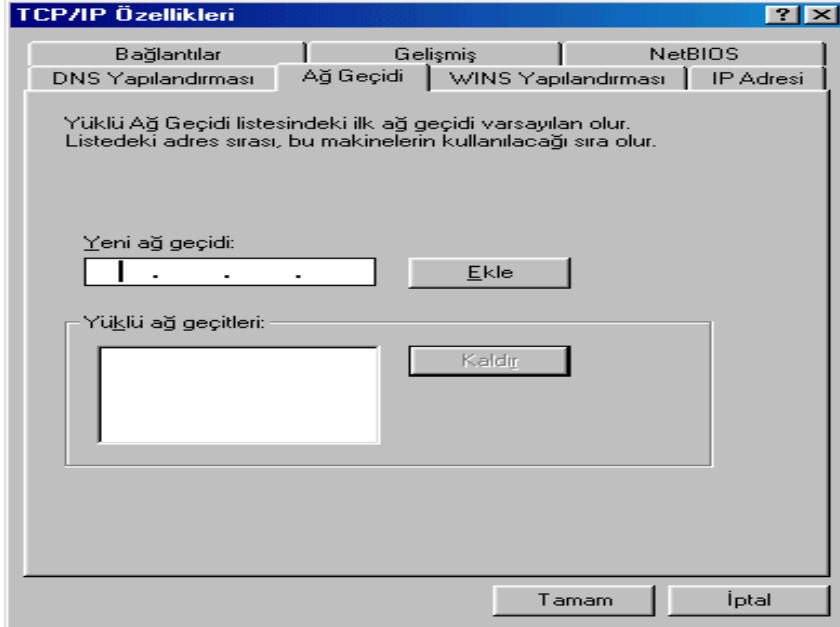 TCP/IP Özellikleri
Bağlantılar Gelişmiş NetBIOS
DNS Yapılandırması Ağ Geçidi WINS Yapılandırması IP Adresi
Yüklü Ağ Geçidi listesindeki ilk ağ geçidi varsayılan olur.
Listedeki adres sırası, bu makinelerin kullanılacağı sıra olur.
Yeni ağ geçidi:
. . .
Ekle
Yüklü ağ geçitleri:
Kaldır
Tamam İptal